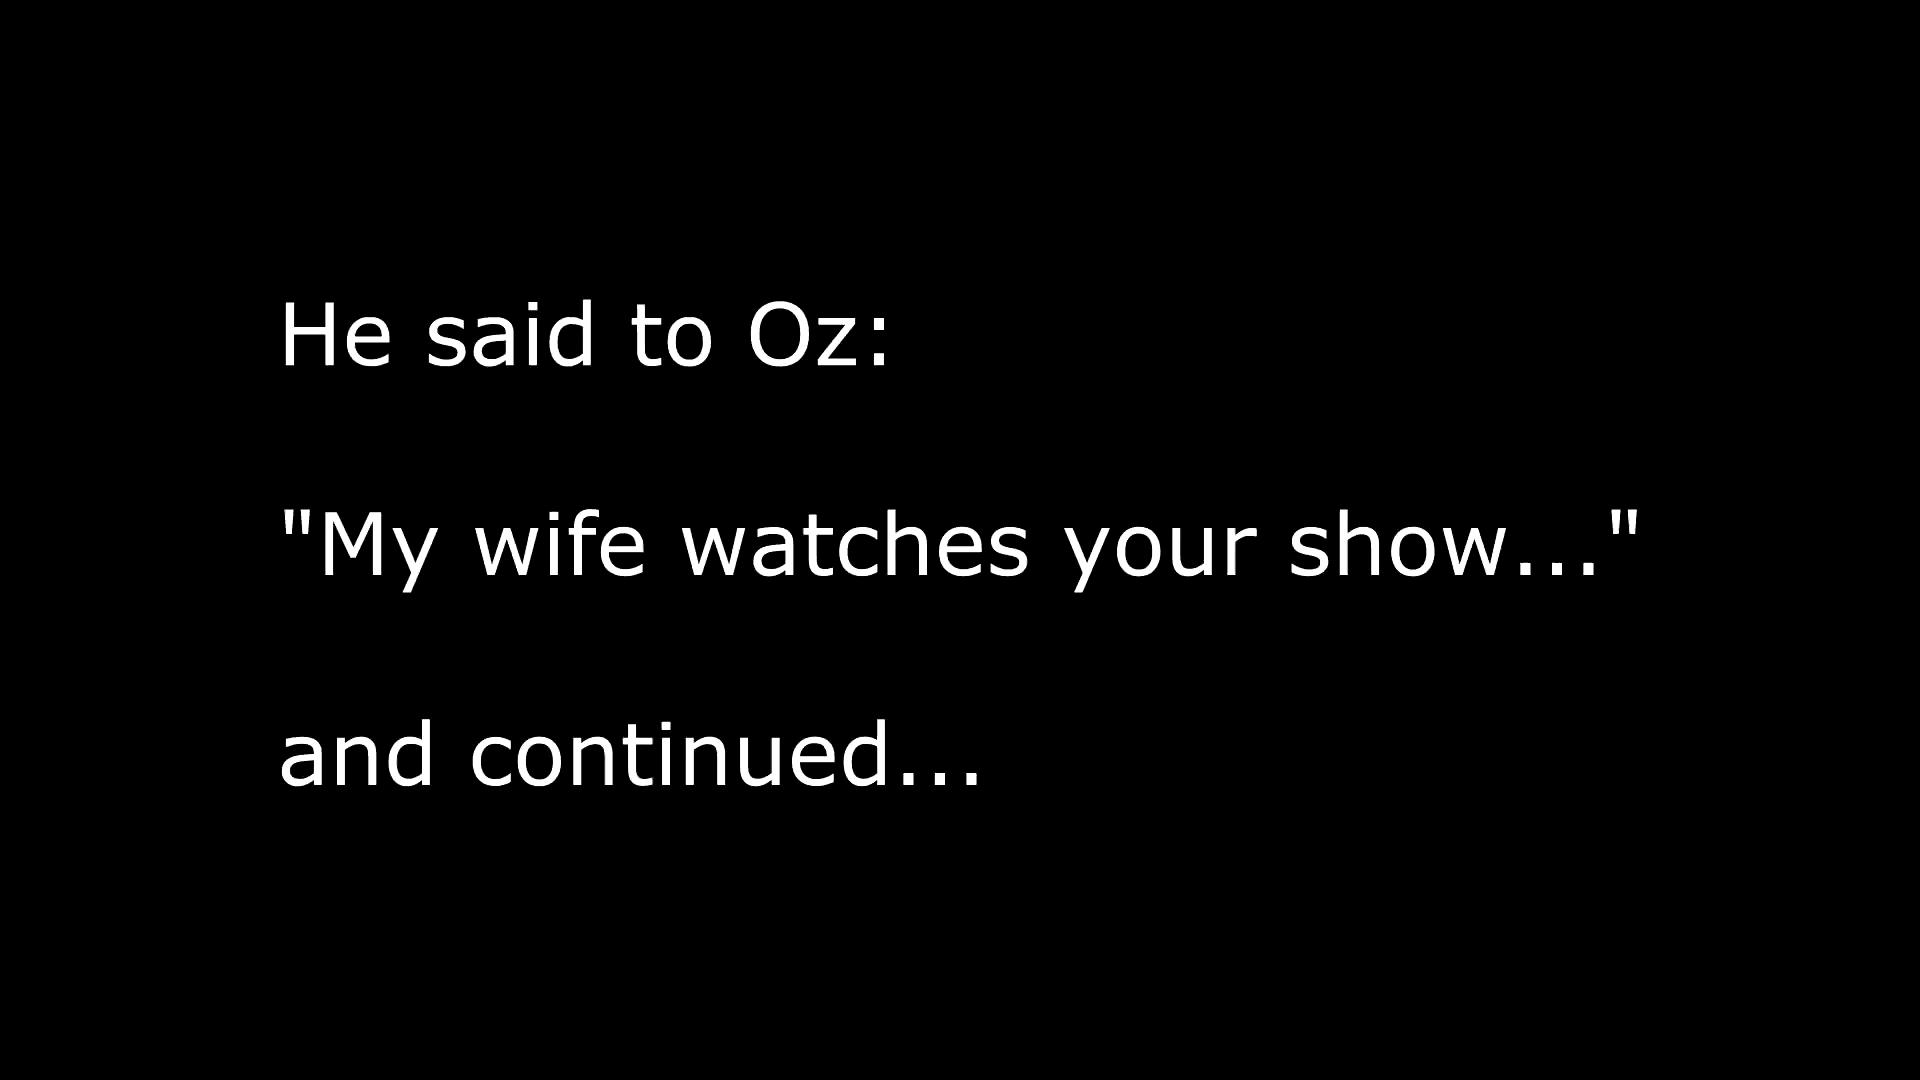 He said to Oz:
"My wife watches your show..."
and continued...